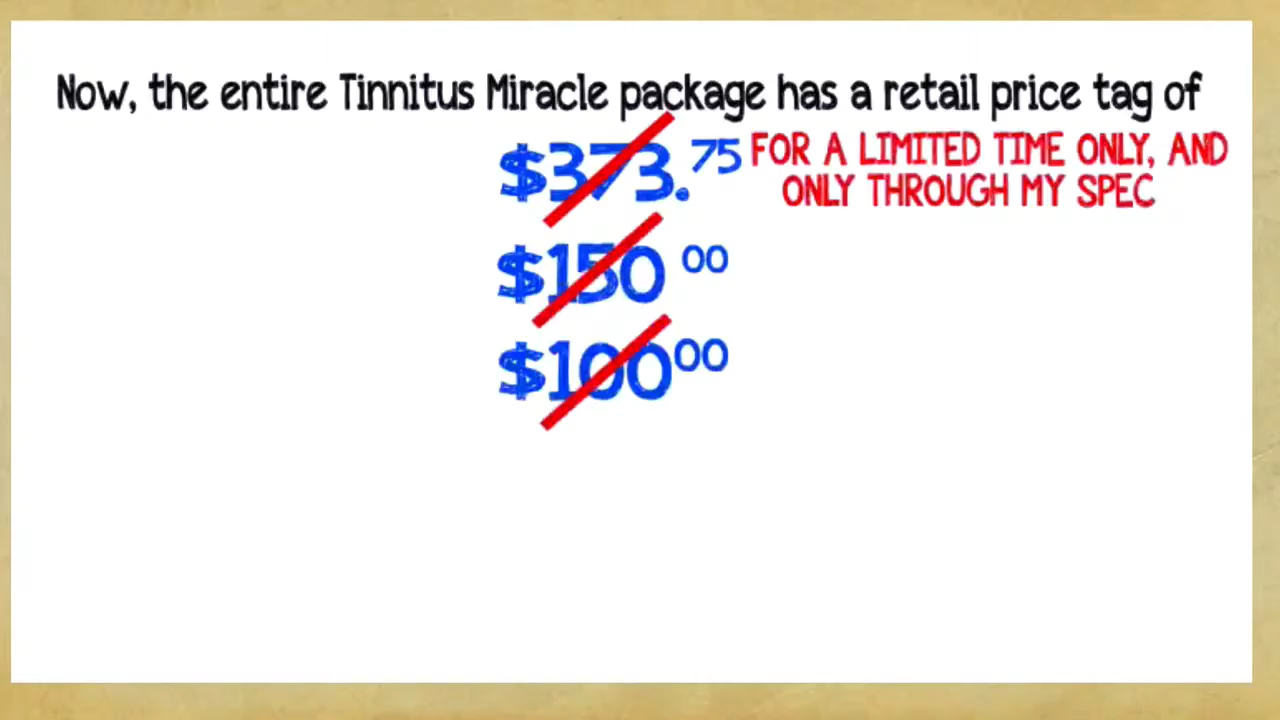 Now, the entire Tinnitus Miracle package has a retail price tag of
$373.75 FOR A LIMITED TIME ONLY, AND
ONLY THROUGH MY SPEC
$150 00
$100 00